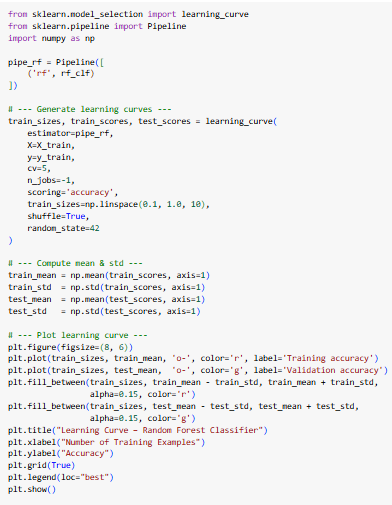 from sklearn.model_selection import learning_curve
from sklearn.pipeline import Pipeline
import numpy as np

pipe_rf = Pipeline([
    ('rf', rf_clf)
])

# --- Generate learning curves ---
train_sizes, train_scores, test_scores = learning_curve(
    estimator=pipe_rf,
    X=X_train,
    y=y_train,
    cv=5,
    n_jobs=-1,
    scoring='accuracy',
    train_sizes=np.linspace(0.1, 1.0, 10),
    shuffle=True,
    random_state=42
)

# --- Compute mean & std ---
train_mean = np.mean(train_scores, axis=1)
train_std  = np.std(train_scores, axis=1)
test_mean  = np.mean(test_scores, axis=1)
test_std   = np.std(test_scores, axis=1)

# --- Plot learning curve ---
plt.figure(figsize=(8, 6))
plt.plot(train_sizes, train_mean, 'o-', color='r', label='Training accuracy')
plt.plot(train_sizes, test_mean,  'o-', color='g', label='Validation accuracy')
plt.fill_between(train_sizes, train_mean - train_std, train_mean + train_std,
                 alpha=0.15, color='r')
plt.fill_between(train_sizes, test_mean - test_std, test_mean + test_std,
                 alpha=0.15, color='g')
plt.title("Learning Curve – Random Forest Classifier")
plt.xlabel("Number of Training Examples")
plt.ylabel("Accuracy")
plt.grid(True)
plt.legend(loc="best")
plt.show()